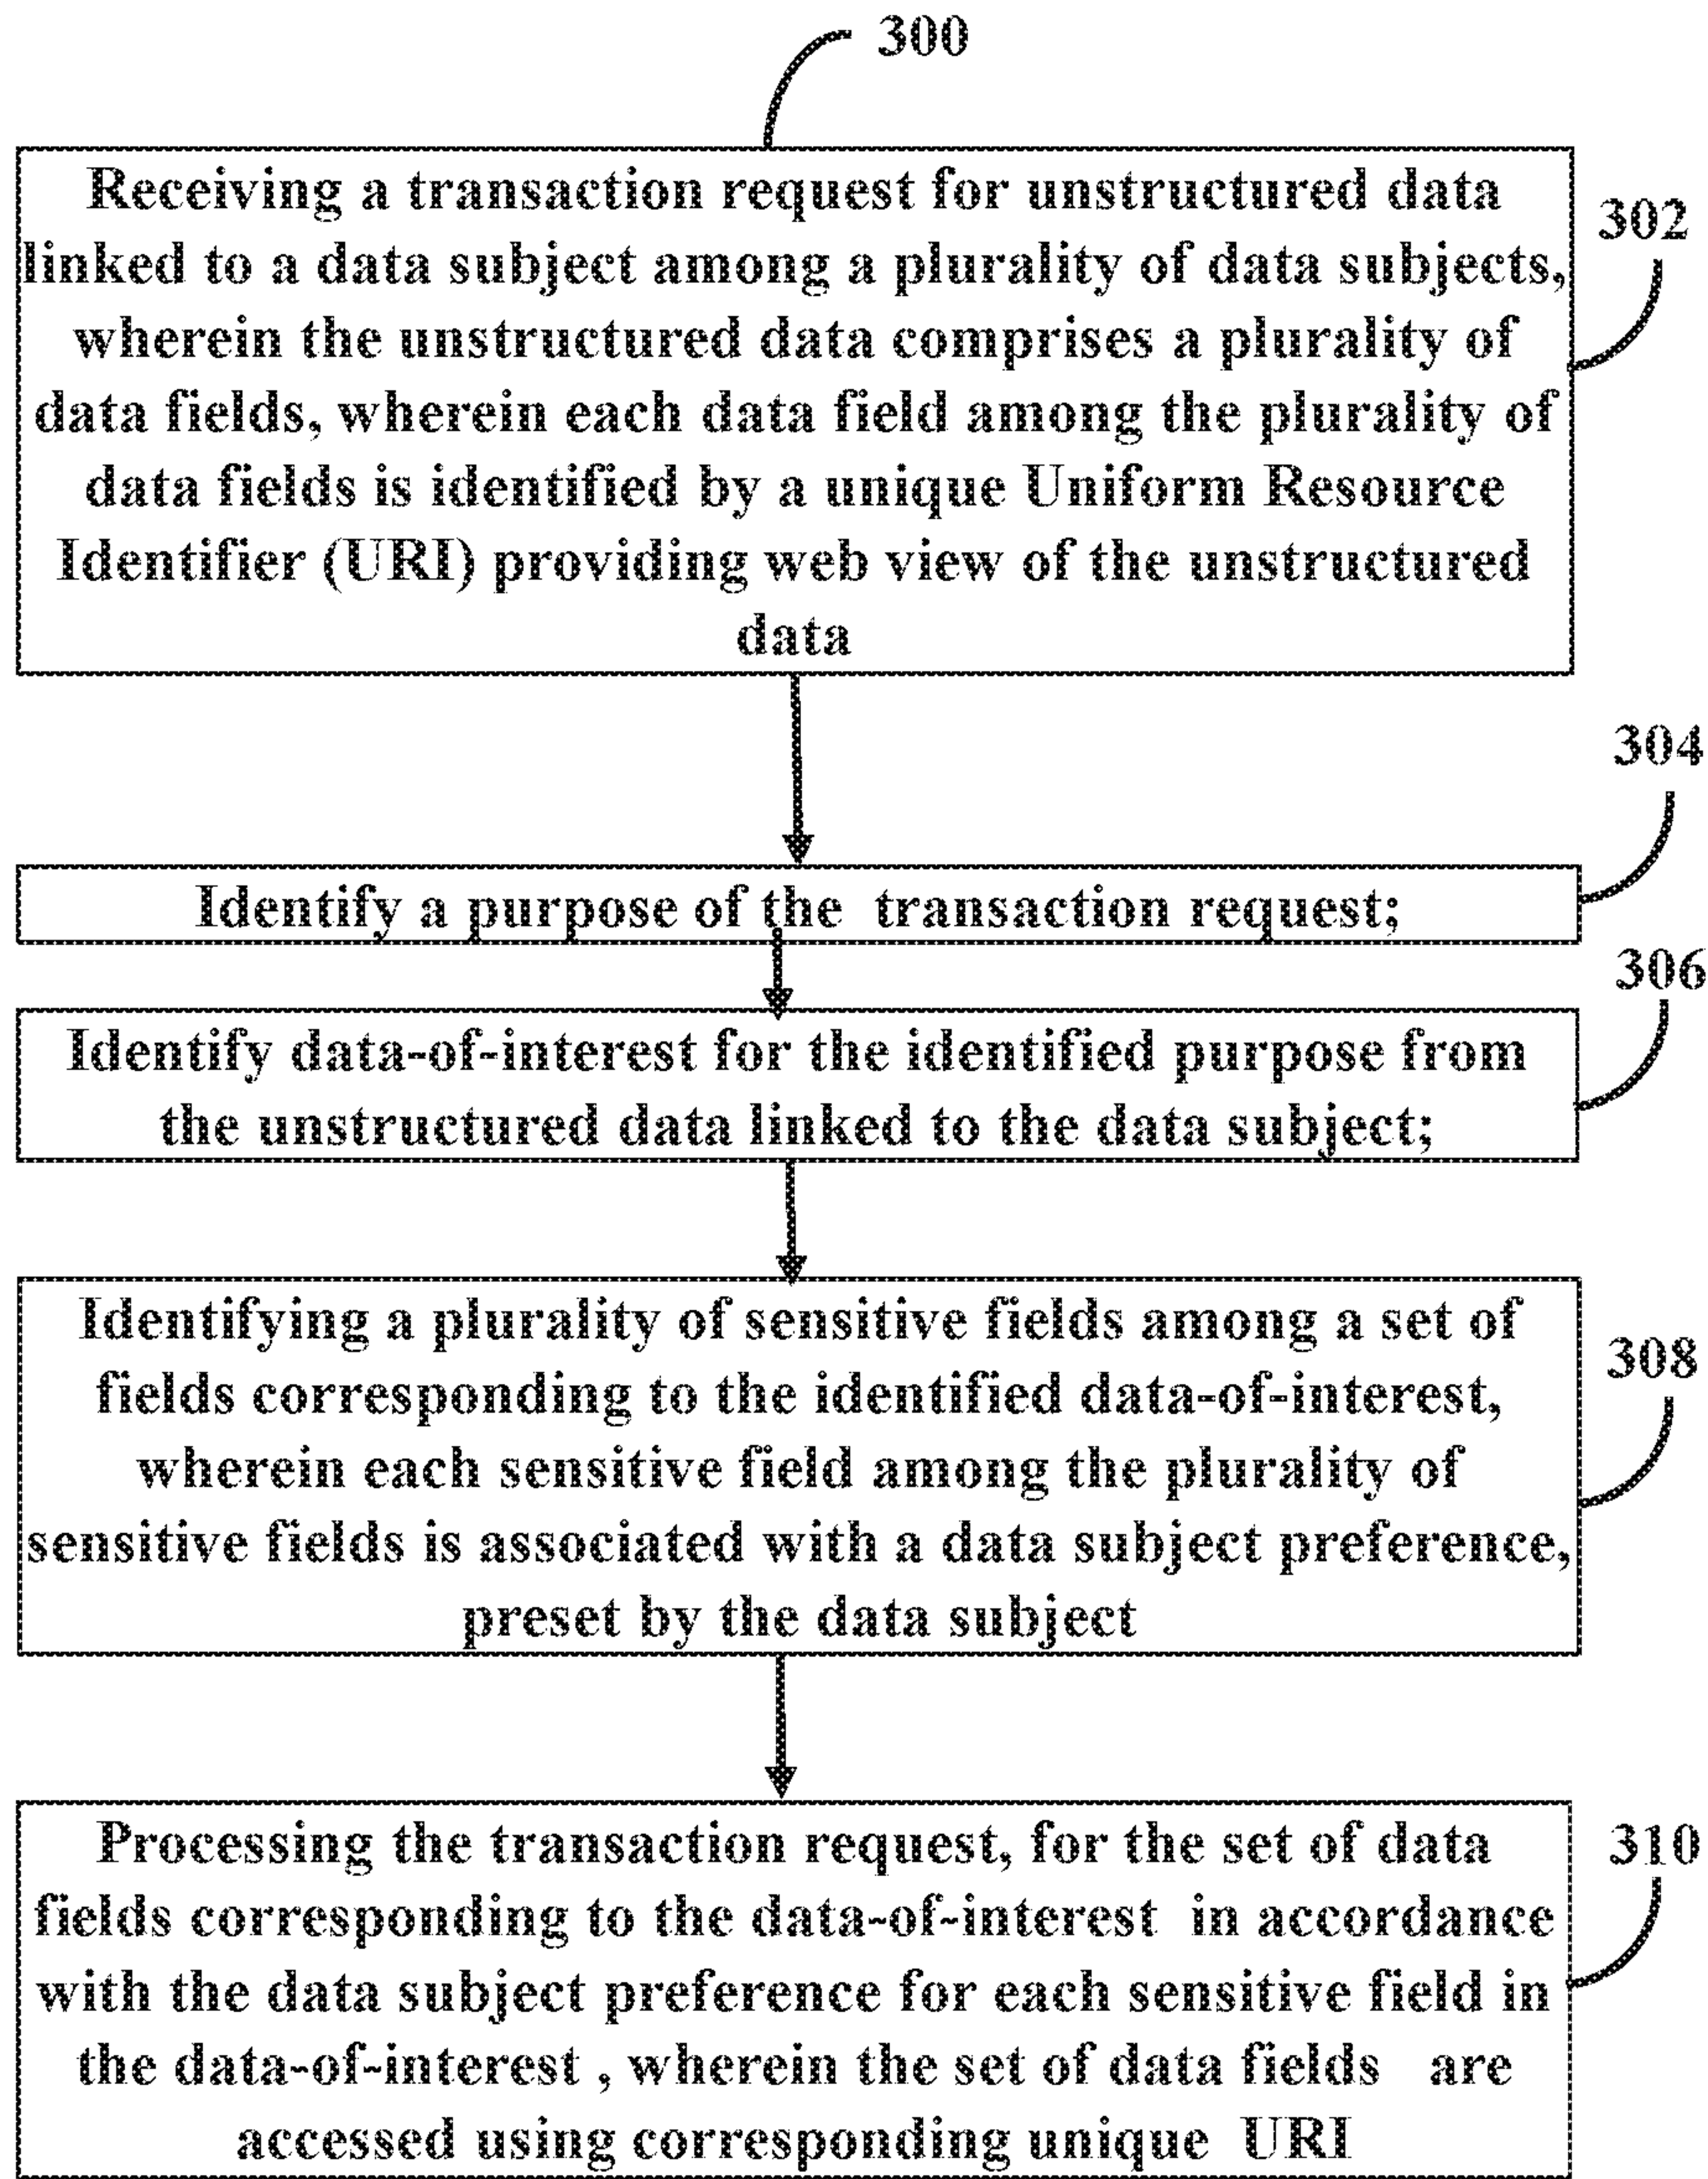 300
Receiving a transaction request for unstructured data
302
linked to a data subject among a plurality of data subjects,
wherein the unstructured data comprises a plurality of
data fields, wherein each data field among the plurality of
data fields is identified by a unique Uniform Resource
Identifier (URI) providing web view of the unstructured
data
304
Identify a purpose of the transaction request;
306
Identify data-of-interest for the identified purpose from
the unstructured data linked to the data subject;
Identifying a plurality of sensitive fields among a set of
308
fields corresponding to the identified data-of-interest,
wherein each sensitive field among the plurality of
sensitive fields is associated with a data subject preference,
preset by the data subject
Processing the transaction request, for the set of data
310
fields corresponding to the data-of-interest in accordance
with the data subject preference for each sensitive field in
the data-of-interest , wherein the set of data fields are
accessed using corresponding unique URI